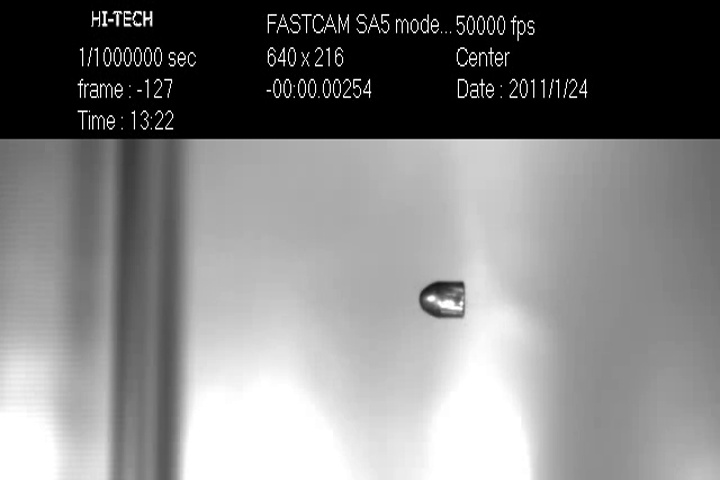 HI-TECH FASTCAM SA5 mode... 50000 fps
1/1000000 sec 640 x 216 Center
frame : -127 -00:00.00254 Date : 2011/1/24
Time : 13:22